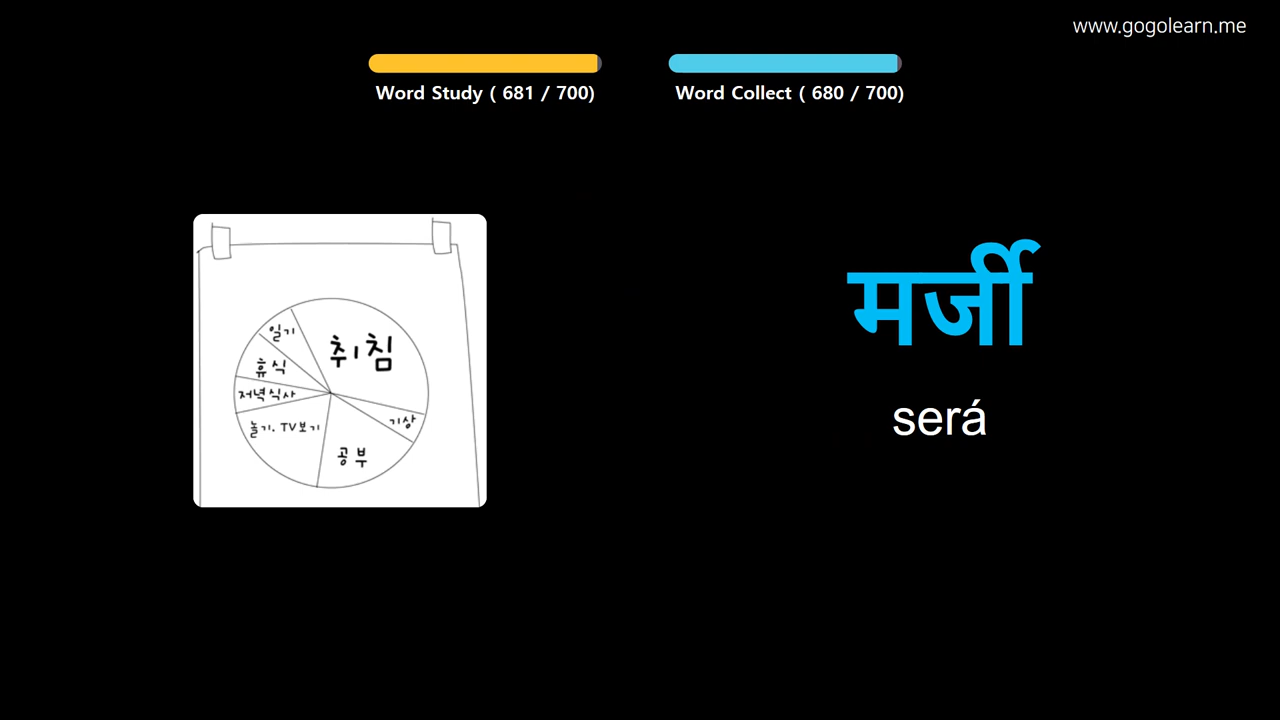 www.gogolearn.me
Word Study ( 681 / 700)
Word Collect ( 680 / 700)
मर्जी
será
일기
취침
휴식
저녁식사
기상
놀기. TV보기
공부